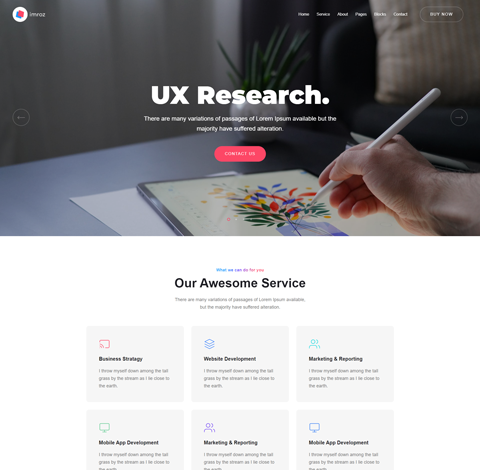 imroz
Home Service About Pages Blocks Contact BUY NOW
UX Research.
There are many variations of passages of Lorem Ipsum available but the
majority have suffered alteration.
CONTACT US
What we can do for you
Our Awesome Service
There are many variations of passages of Lorem Ipsum available,
but the majority have suffered alteration.
Business Stratagy
I throw myself down among the tall
grass by the stream as I lie close to
the earth.
Website Development
I throw myself down among the tall
grass by the stream as I lie close to
the earth.
Marketing & Reporting
I throw myself down among the tall
grass by the stream as I lie close to
the earth.
Mobile App Development
I throw myself down among the tall
grass by the stream as I lie close to
the earth.
Marketing & Reporting
I throw myself down among the tall
grass by the stream as I lie close to
the earth.
Mobile App Development
I throw myself down among the tall
grass by the stream as I lie close to
the earth.